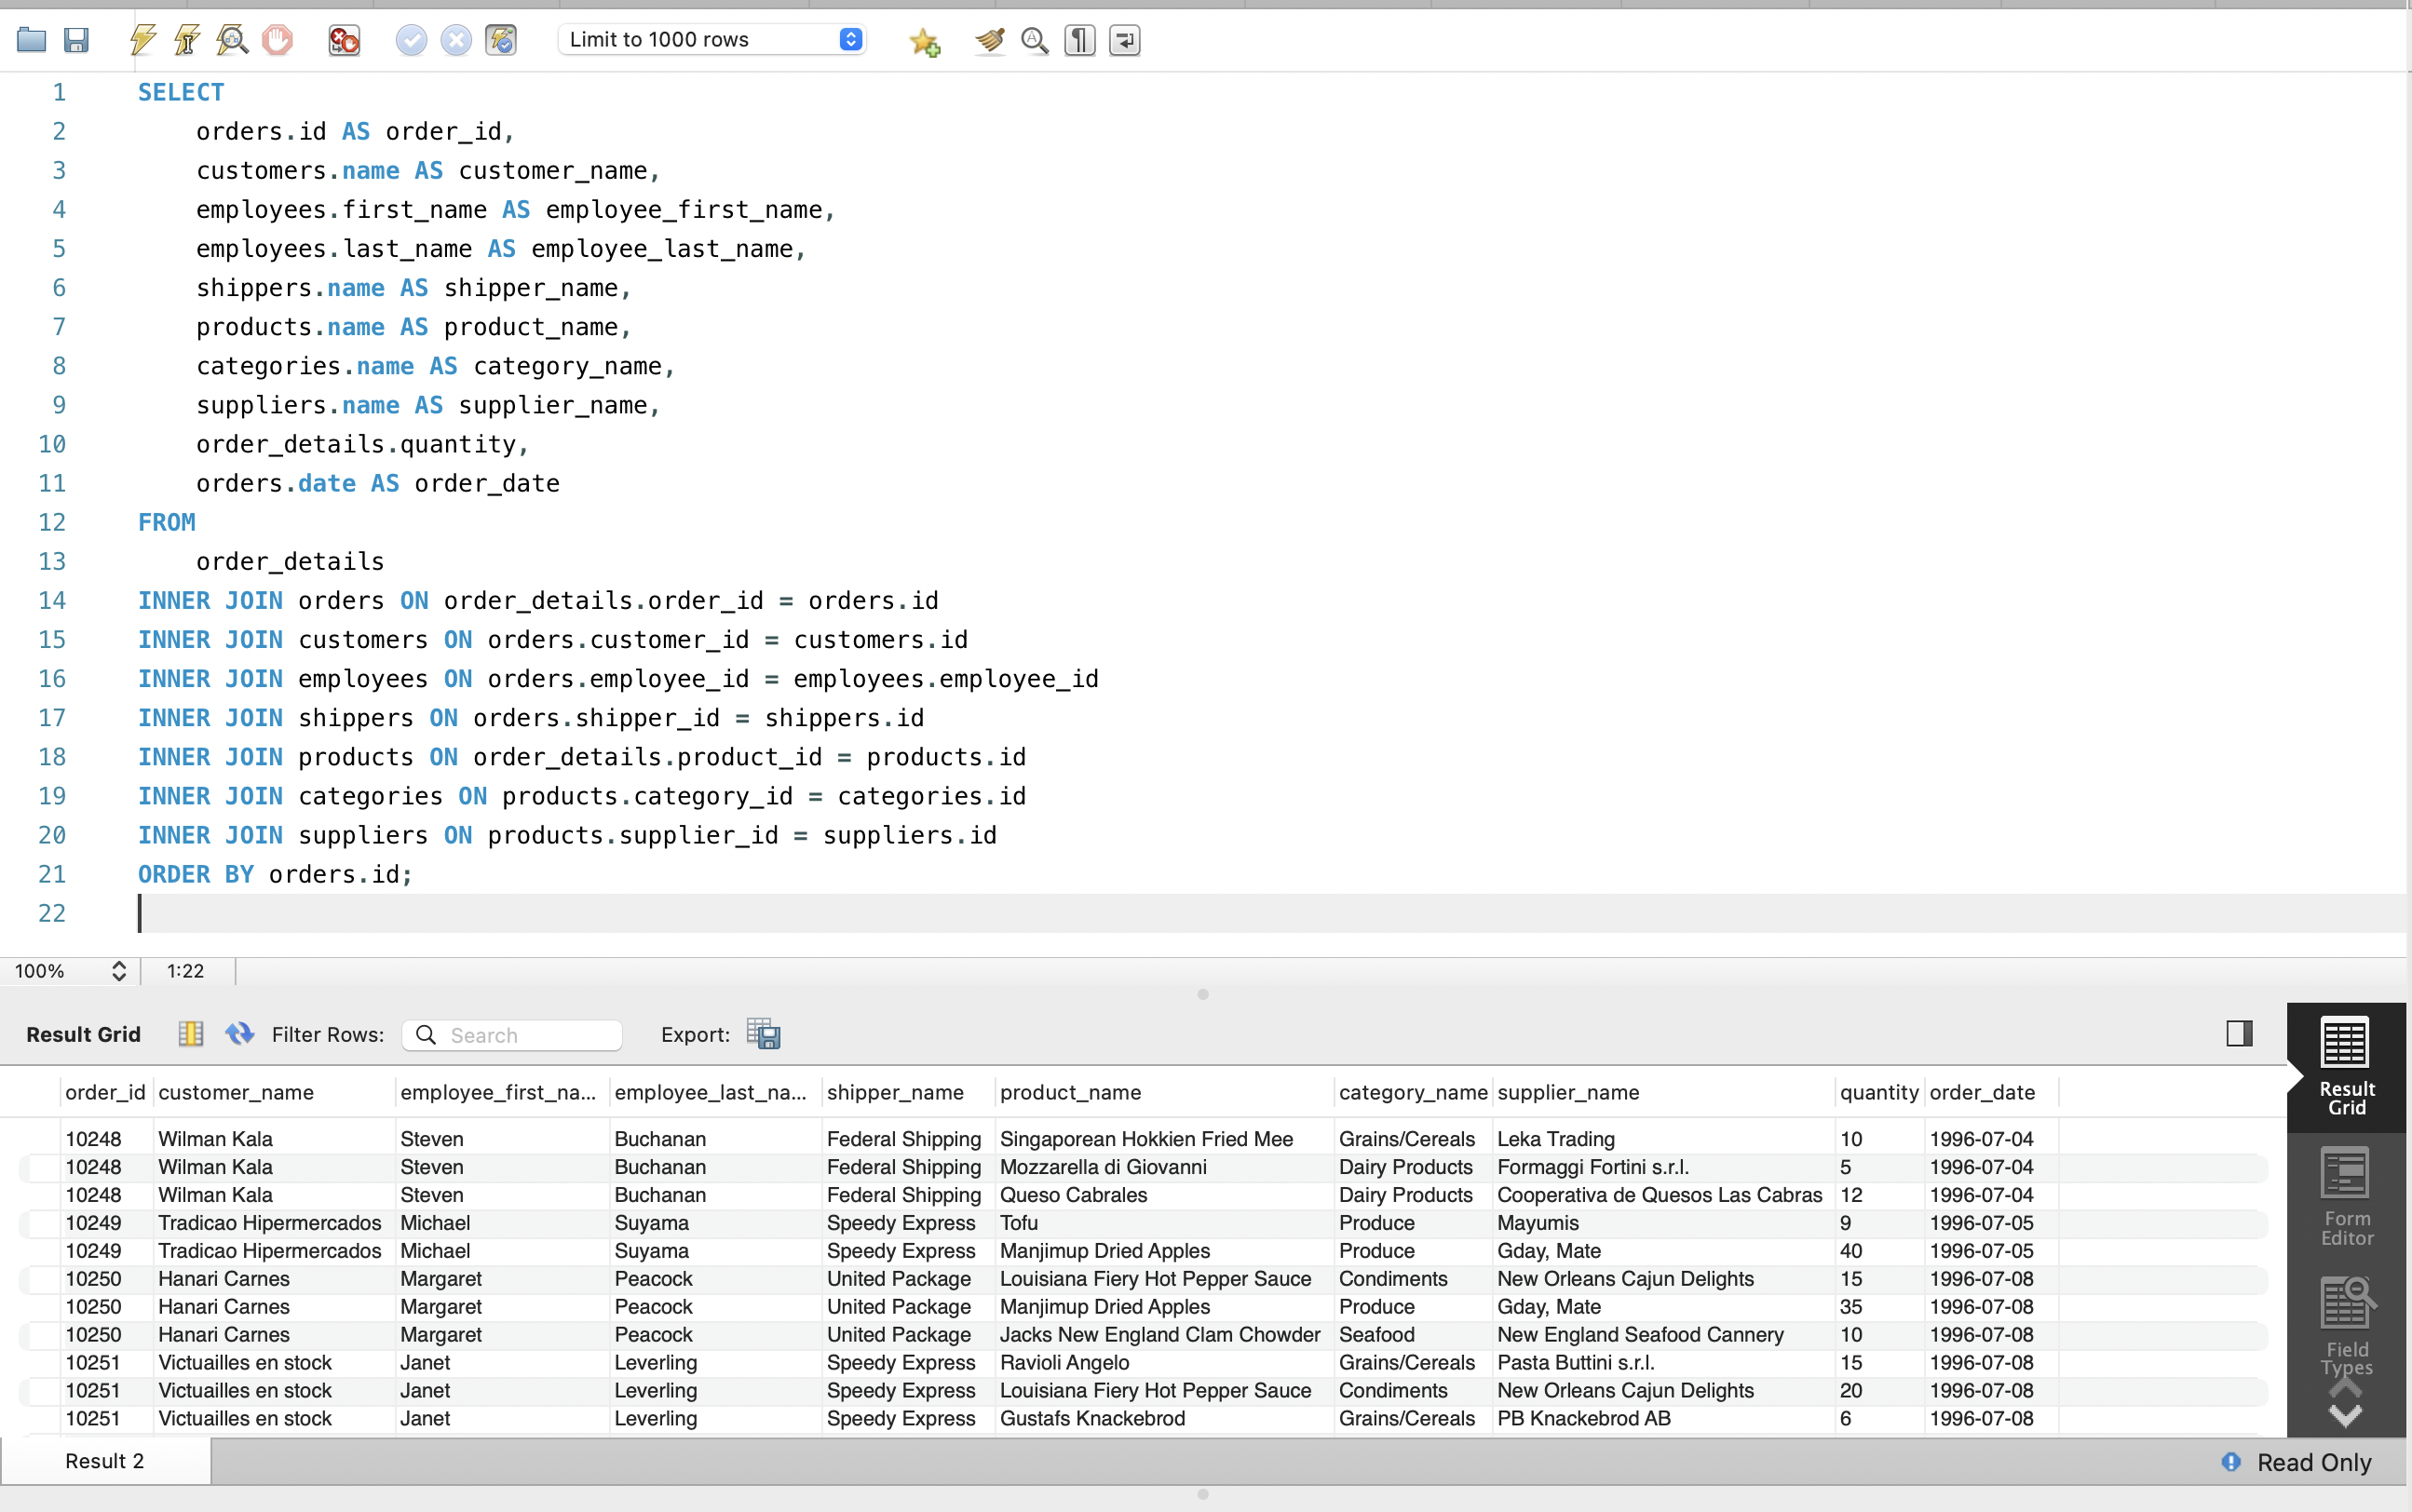 Limit to 1000 rows
1 SELECT
2 orders.id AS order_id,
3 customers.name AS customer_name,
4 employees.first_name AS employee_first_name,
5 employees.last_name AS employee_last_name,
6 shippers.name AS shipper_name,
7 products.name AS product_name,
8 categories.name AS category_name,
9 suppliers.name AS supplier_name,
10 order_details.quantity,
11 orders.date AS order_date
12 FROM
13 order_details
14 INNER JOIN orders ON order_details.order_id = orders.id
15 INNER JOIN customers ON orders.customer_id = customers.id
16 INNER JOIN employees ON orders.employee_id = employees.employee_id
17 INNER JOIN shippers ON orders.shipper_id = shippers.id
18 INNER JOIN products ON order_details.product_id = products.id
19 INNER JOIN categories ON products.category_id = categories.id
20 INNER JOIN suppliers ON products.supplier_id = suppliers.id
21 ORDER BY orders.id;
22
100% 1:22
Result Grid Filter Rows: Search Export:
order_id customer_name employee_first_na... employee_last_na... shipper_name product_name category_name supplier_name quantity order_date
10248 Wilman Kala Steven Buchanan Federal Shipping Singaporean Hokkien Fried Mee Grains/Cereals Leka Trading 10 1996-07-04
10248 Wilman Kala Steven Buchanan Federal Shipping Mozzarella di Giovanni Dairy Products Formaggi Fortini s.r.l. 5 1996-07-04
10248 Wilman Kala Steven Buchanan Federal Shipping Queso Cabrales Dairy Products Cooperativa de Quesos Las Cabras 12 1996-07-04
10249 Tradicao Hipermercados Michael Suyama Speedy Express Tofu Produce Mayumis 9 1996-07-05
10249 Tradicao Hipermercados Michael Suyama Speedy Express Manjimup Dried Apples Produce Gday, Mate 40 1996-07-05
10250 Hanari Carnes Margaret Peacock United Package Louisiana Fiery Hot Pepper Sauce Condiments New Orleans Cajun Delights 15 1996-07-08
10250 Hanari Carnes Margaret Peacock United Package Manjimup Dried Apples Produce Gday, Mate 35 1996-07-08
10250 Hanari Carnes Margaret Peacock United Package Jacks New England Clam Chowder Seafood New England Seafood Cannery 10 1996-07-08
10251 Victuailles en stock Janet Leverling Speedy Express Ravioli Angelo Grains/Cereals Pasta Buttini s.r.l. 15 1996-07-08
10251 Victuailles en stock Janet Leverling Speedy Express Louisiana Fiery Hot Pepper Sauce Condiments New Orleans Cajun Delights 20 1996-07-08
10251 Victuailles en stock Janet Leverling Speedy Express Gustafs Knackebrod Grains/Cereals PB Knackebrod AB 6 1996-07-08
Result
Grid
Form
Editor
Field
Types
Result 2
Read Only